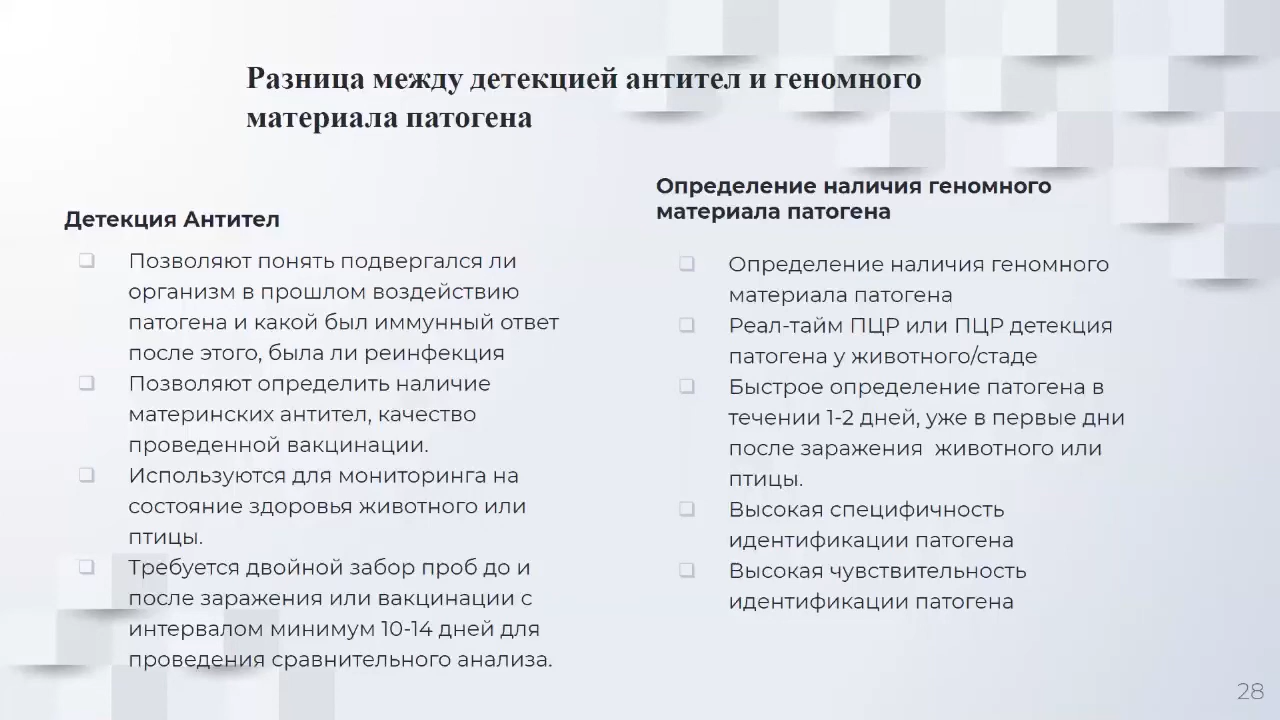 Разница между детекцией антител и геномного
материала патогена
Детекция Антител
Позволяют понять подвергался ли
организм в прошлом воздействию
патогена и какой был иммунный ответ
после этого, была ли реинфекция
Позволяют определить наличие
материнских антител, качество
проведенной вакцинации.
Используются для мониторинга на
состояние здоровья животного или
птицы.
Требуется двойной забор проб до и
после заражения или вакцинации с
интервалом минимум 10-14 дней для
проведения сравнительного анализа.
Определение наличия геномного
материала патогена
Определение наличия геномного
материала патогена
Реал-тайм ПЦР или ПЦР детекция
патогена у животного/стаде
Быстрое определение патогена в
течении 1-2 дней, уже в первые дни
после заражения  животного или
птицы.
Высокая специфичность
идентификации патогена
Высокая чувствительность
идентификации патогена
28